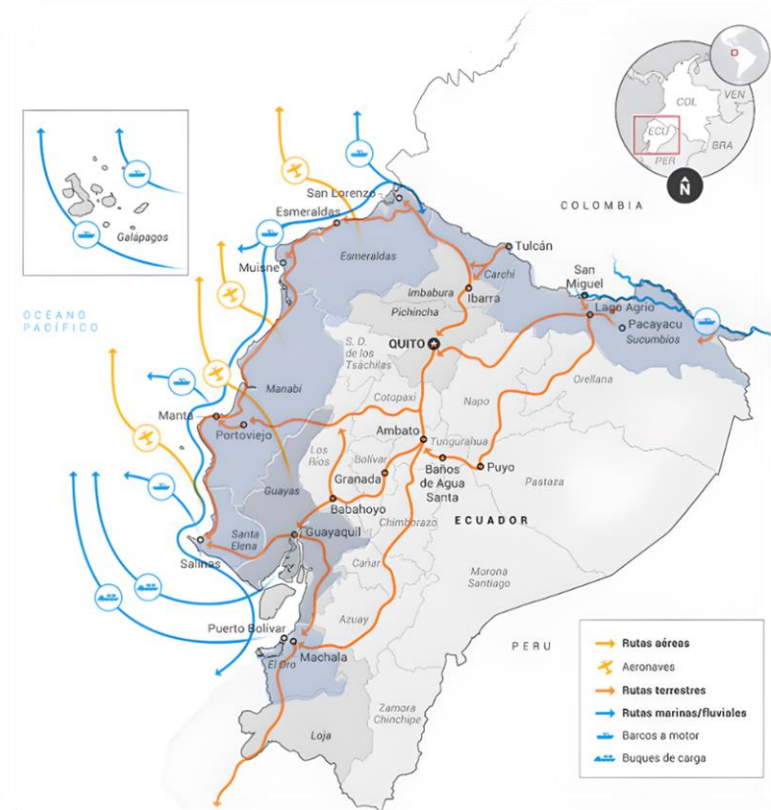 COL
VEN
ECU
BRA
PER
N
COLOMBIA
Galápagos
OCÉANO
PACÍFICO
San Lorenzo
Esmeraldas
Esmeraldas
Muisne
Tulcán
Carchi
Imbabura
Ibarra
Pichincha
QUITO
San
Miguel
Lago Agrio
Pacayacu
Sucumbíos
S. D.
de los
Tsáchilas
Manabí
Cotopaxi
Napo
Orellana
Manta
Portoviejo
Ambato
Tungurahua
Los
Ríos
Bolívar
Granada
Baños
de Agua
Santa
Puyo
Pastaza
Guayas
Babahoyo
Chimborazo
ECUADOR
Santa
Elena
Guayaquil
Salinas
Cañar
Morona
Santiago
Azuay
Puerto Bolívar
Machala
El Oro
PERU
Zamora
Chinchipe
Loja
Rutas aéreas
Aeronaves
Rutas terrestres
Rutas marinas/fluviales
Barcos a motor
Buques de carga